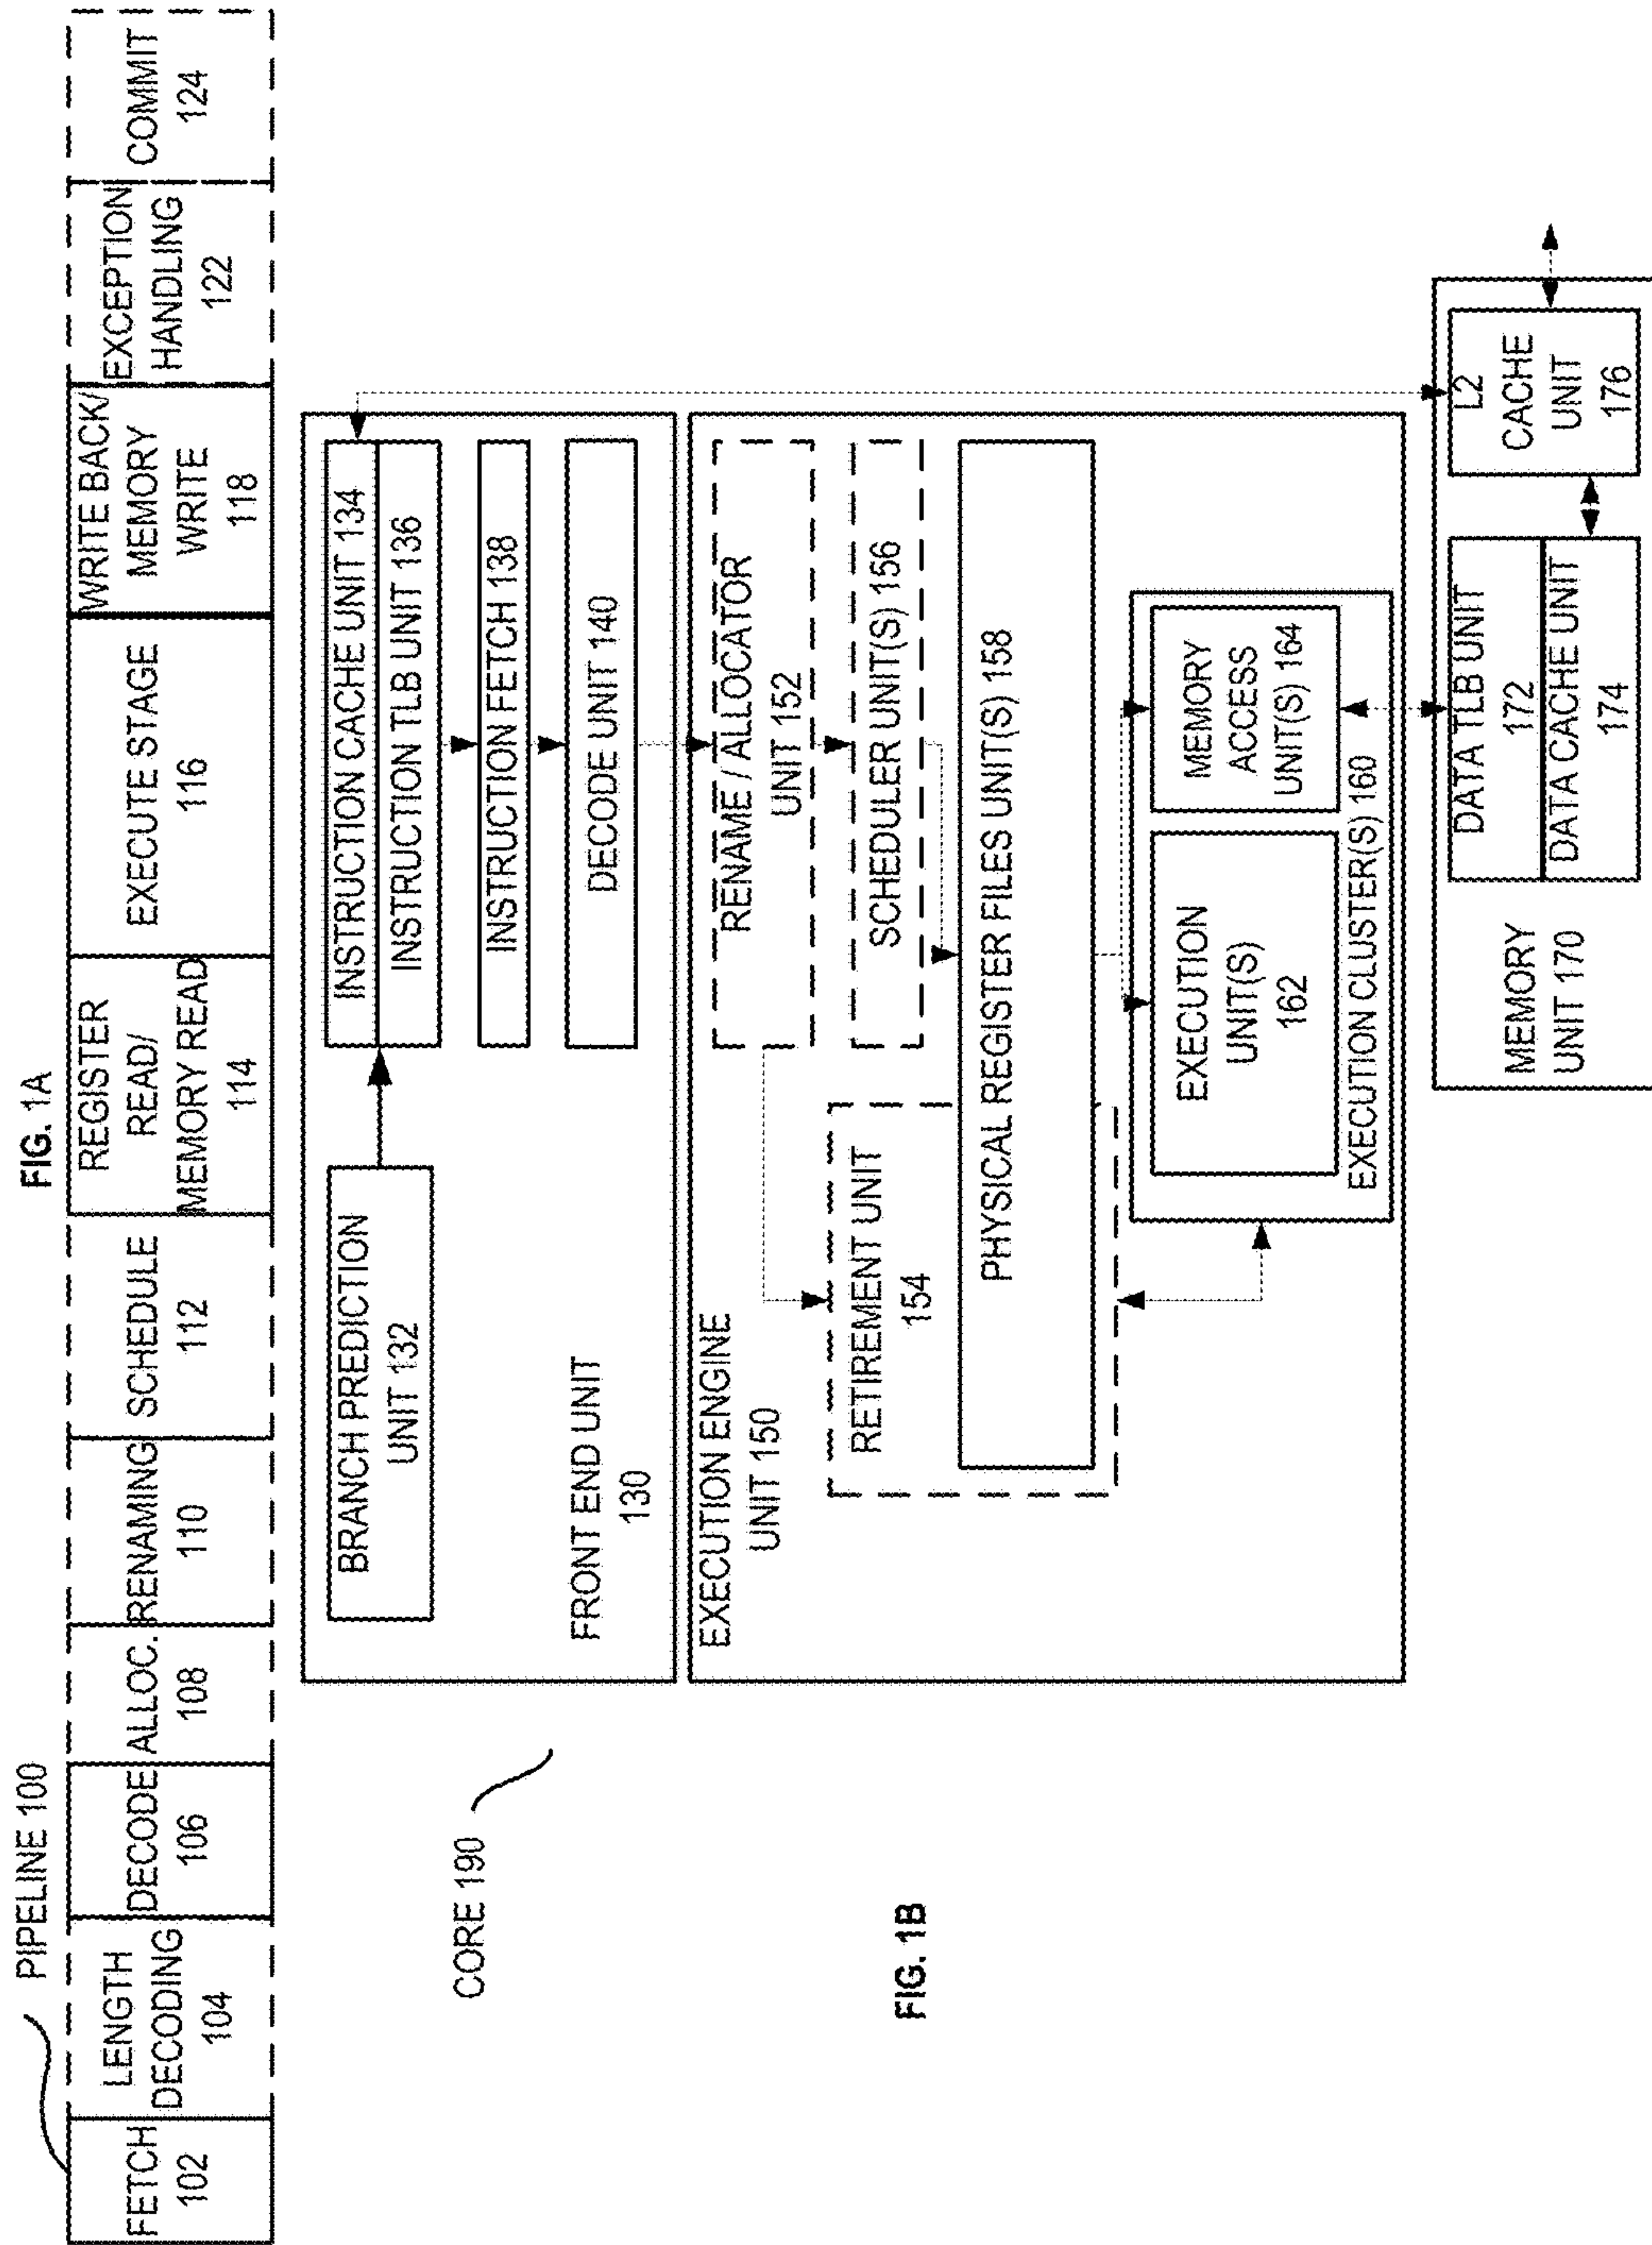 FIG. 1A
PIPELINE 100
FETCH
102
LENGTH
DECODING
104
DECODE
106
ALLOC.
108
RENAMING
110
SCHEDULE
112
REGISTER
READ/
MEMORY READ
114
EXECUTE STAGE
116
WRITE BACK/
MEMORY
WRITE
118
EXCEPTION
HANDLING
122
COMMIT
124
CORE 190
BRANCH PREDICTION
UNIT 132
INSTRUCTION CACHE UNIT 134
INSTRUCTION TLB UNIT 136
INSTRUCTION FETCH 138
DECODE UNIT 140
FRONT END UNIT
130
EXECUTION ENGINE
UNIT 150
RENAME / ALLOCATOR
UNIT 152
RETIREMENT UNIT
154
SCHEDULER UNIT(S) 156
PHYSICAL REGISTER FILES UNIT(S) 158
EXECUTION
UNIT(S)
162
MEMORY
ACCESS
UNIT(S) 164
EXECUTION CLUSTER(S) 160
MEMORY
UNIT 170
DATA TLB UNIT
172
DATA CACHE UNIT
174
L2
CACHE
UNIT
176
FIG. 1B